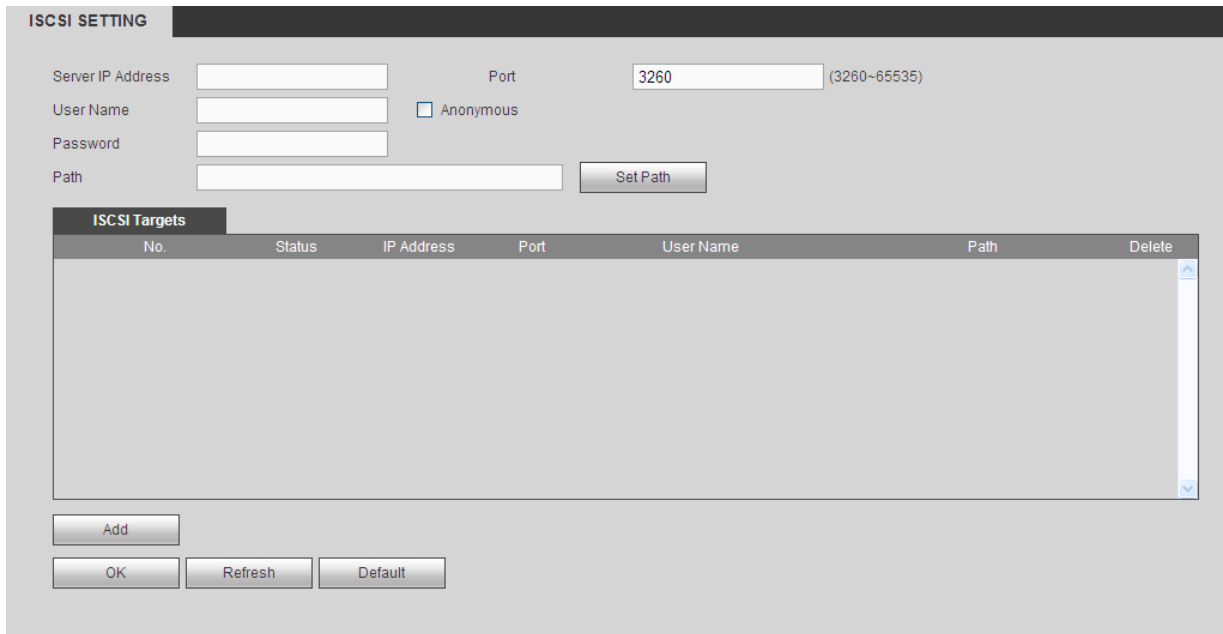 ISCSI SETTING
Server IP Address Port 3260 (3260~65535)
User Name Anonymous
Password
Path Set Path
ISCSI Targets
No. Status IP Address Port User Name Path Delete
Add
OK Refresh Default